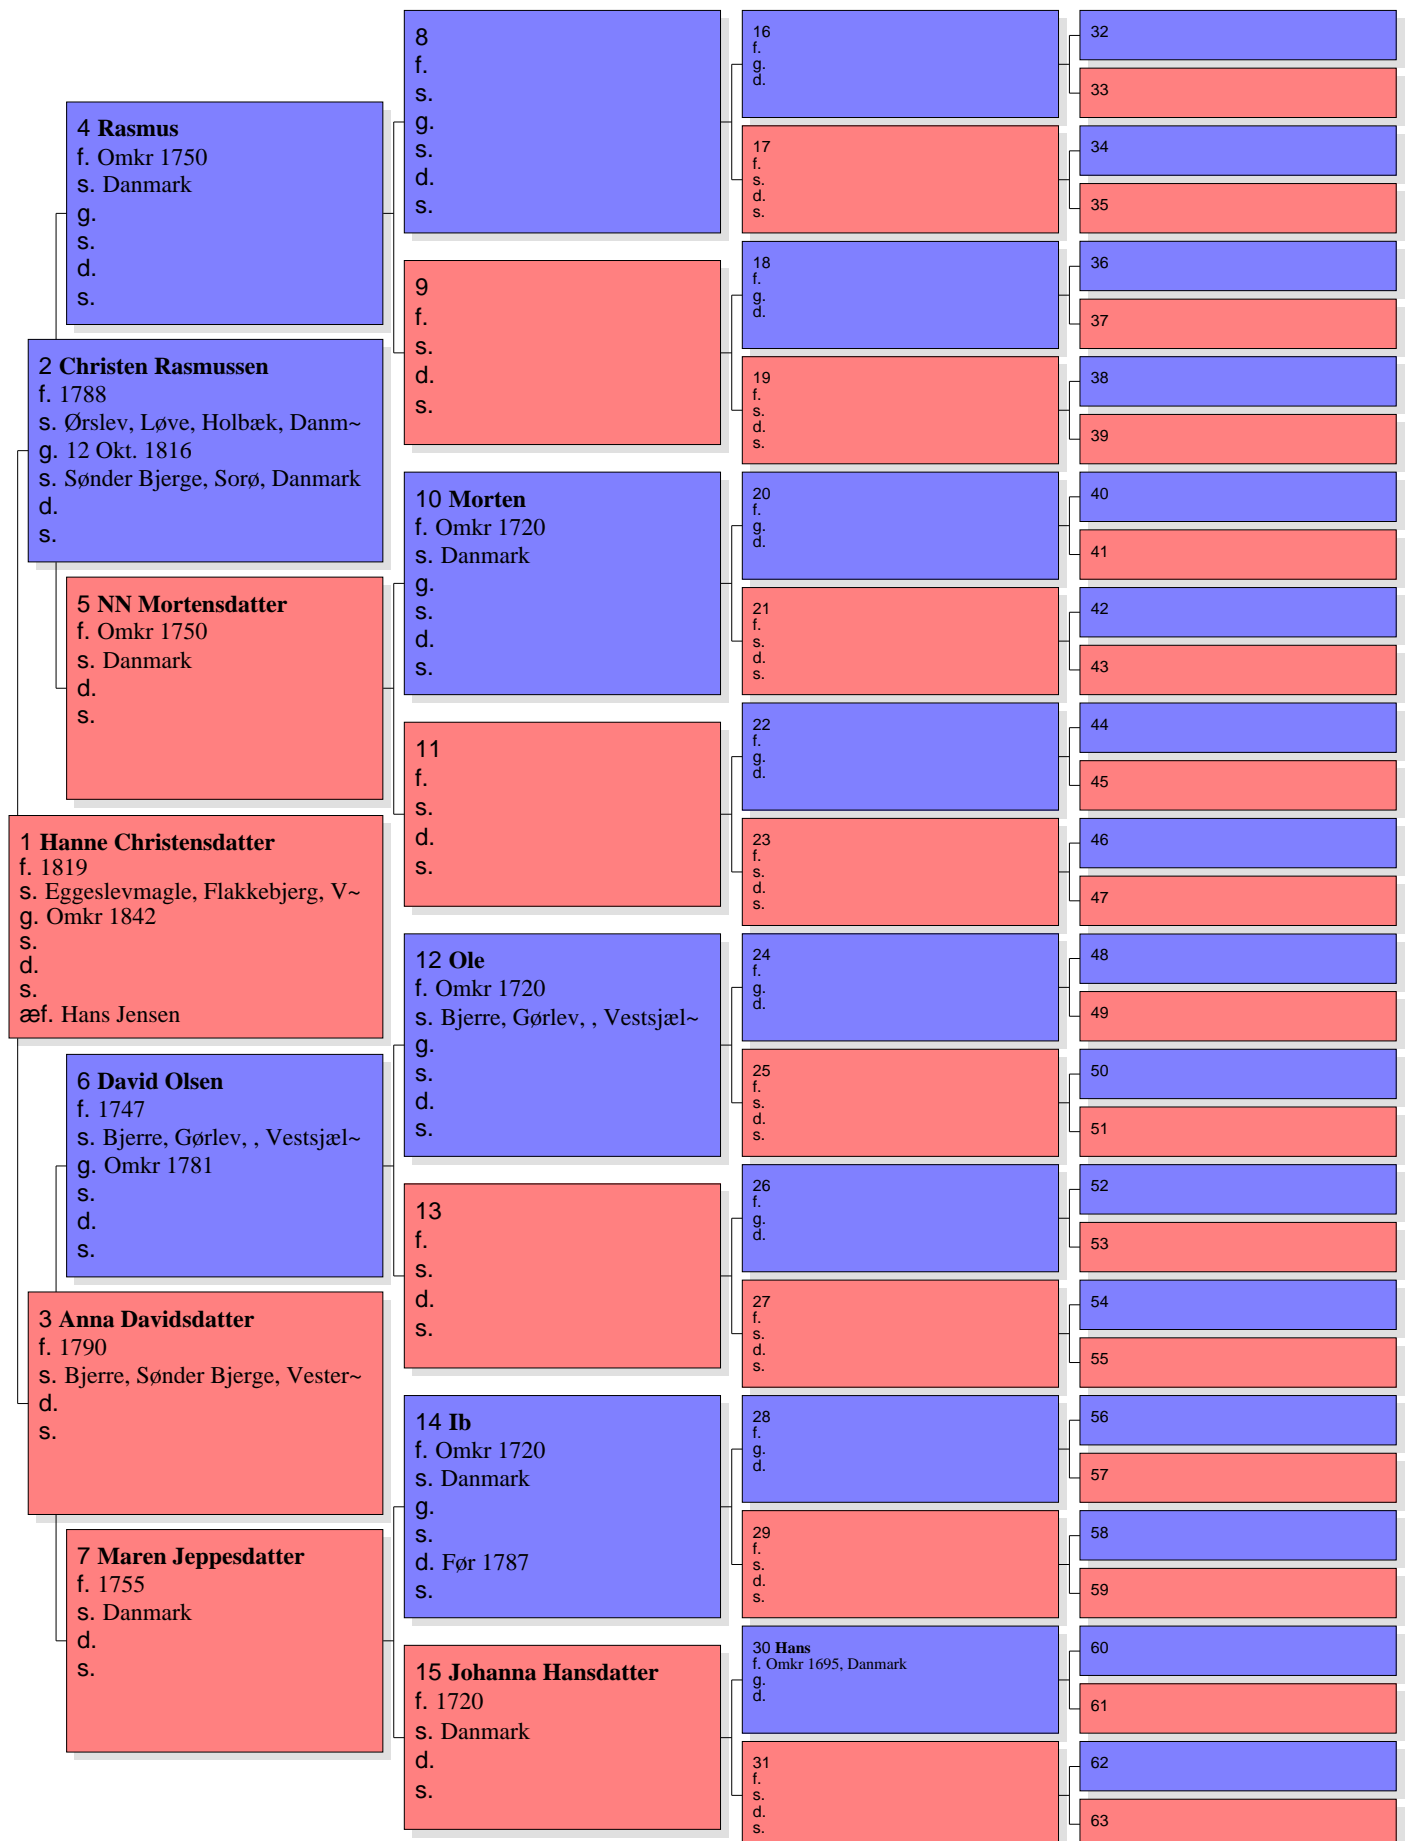 4 Rasmus
f. Omkr 1750
s. Danmark
g.
s.
d.
s.
2 Christen Rasmussen
f. 1788
s. Ørslev, Løve, Holbæk, Danm~
g. 12 Okt. 1816
s. Sønder Bjerge, Sorø, Danmark
d.
s.
5 NN Mortensdatter
f. Omkr 1750
s. Danmark
d.
s.
1 Hanne Christensdatter
f. 1819
s. Eggeslevmagle, Flakkebjerg, V~
g. Omkr 1842
s.
d.
s.
æf. Hans Jensen
6 David Olsen
f. 1747
s. Bjerre, Gørlev, , Vestsjæl~
g. Omkr 1781
s.
d.
s.
3 Anna Davidsdatter
f. 1790
s. Bjerre, Sønder Bjerge, Vester~
d.
s.
7 Maren Jeppesdatter
f. 1755
s. Danmark
d.
s.
8
f.
s.
g.
s.
d.
s.
9
f.
s.
d.
s.
10 Morten
f. Omkr 1720
s. Danmark
g.
s.
d.
s.
11
f.
s.
d.
s.
12 Ole
f. Omkr 1720
s. Bjerre, Gørlev, , Vestsjæl~
g.
s.
d.
s.
13
f.
s.
d.
s.
14 Ib
f. Omkr 1720
s. Danmark
g.
s.
d. Før 1787
s.
15 Johanna Hansdatter
f. 1720
s. Danmark
d.
s.
16
f.
g.
d.
17
f.
s.
d.
s.
18
f.
g.
d.
19
f.
s.
d.
s.
20
f.
g.
d.
21
f.
s.
d.
s.
22
f.
g.
d.
23
f.
s.
d.
s.
24
f.
g.
d.
25
f.
s.
d.
s.
26
f.
g.
d.
27
f.
s.
d.
s.
28
f.
g.
d.
29
f.
s.
d.
s.
30 Hans
f. Omkr 1695, Danmark
g.
d.
31
f.
s.
d.
s.
32
33
34
35
36
37
38
39
40
41
42
43
44
45
46
47
48
49
50
51
52
53
54
55
56
57
58
59
60
61
62
63